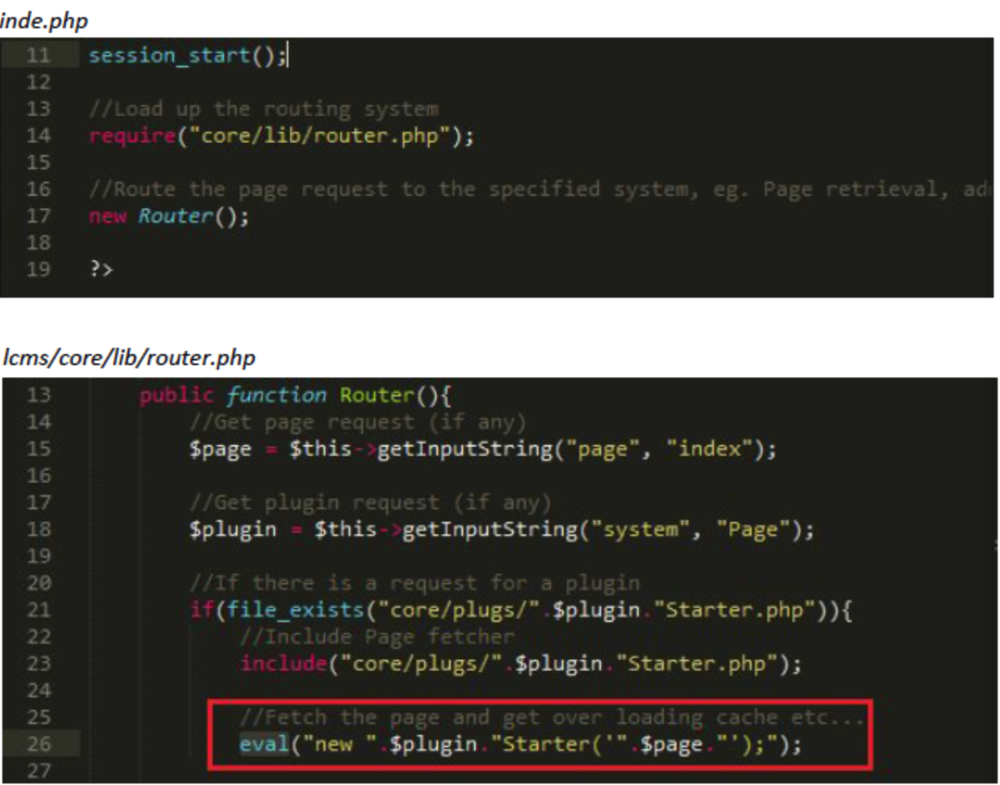 inde.php
11 session_start();
12
13 //Load up the routing system
14 require("core/lib/router.php");
15
16 //Route the page request to the specified system, eg. Page retrieval, ad
17 new Router();
18
19 ?>
lcms/core/lib/router.php
13 public function Router(){
14 //Get page request (if any)
15 $page = $this->getInputString("page", "index");
16
17 //Get plugin request (if any)
18 $plugin = $this->getInputString("system", "Page");
19
20 //If there is a request for a plugin
21 if(file_exists("core/plugs/".$plugin."Starter.php")){
22 //Include Page fetcher
23 include("core/plugs/".$plugin."Starter.php");
24
25 //Fetch the page and get over loading cache etc...
26 eval("new ".$plugin."Starter('".$page."');");
27